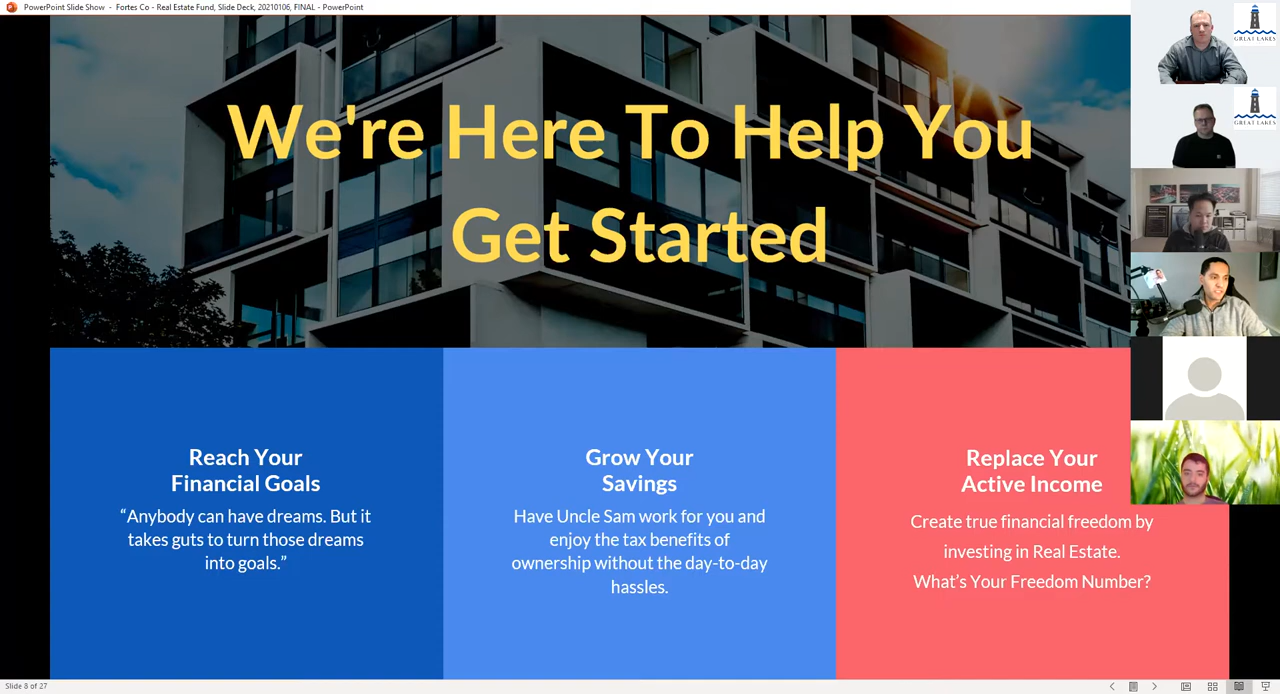 PowerPoint Slide Show - Fortes Co - Real Estate Fund, Slide Deck, 20210106, FINAL - PowerPoint
GREAT LAKES
GREAT LAKES
We're Here To Help You
Get Started
Reach Your
Financial Goals
“Anybody can have dreams. But it
takes guts to turn those dreams
into goals.”
Grow Your
Savings
Have Uncle Sam work for you and
enjoy the tax benefits of
ownership without the day-to-day
hassles.
Replace Your
Active Income
Create true financial freedom by
investing in Real Estate.
What's Your Freedom Number?
Slide 8 of 27